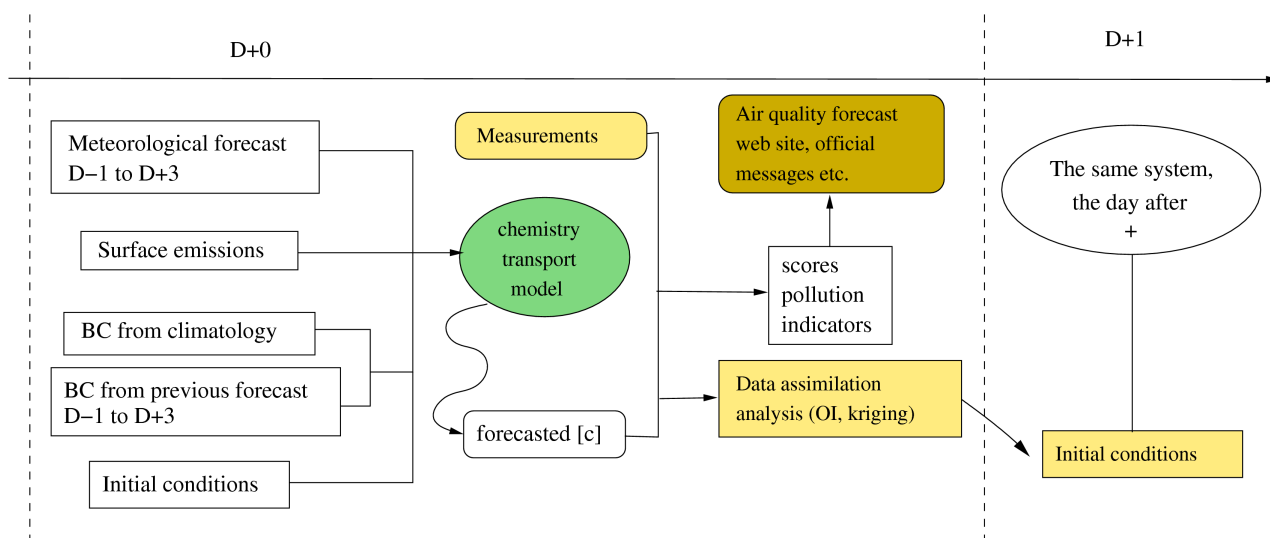 D+0
D+1
Meteorological forecast
D−1 to D+3
Surface emissions
BC from climatology
BC from previous forecast
D−1 to D+3
Initial conditions
Measurements
chemistry
transport
model
forecasted [c]
Air quality forecast
web site, official
messages etc.
scores
pollution
indicators
Data assimilation
analysis (OI, kriging)
The same system,
the day after
+
Initial conditions